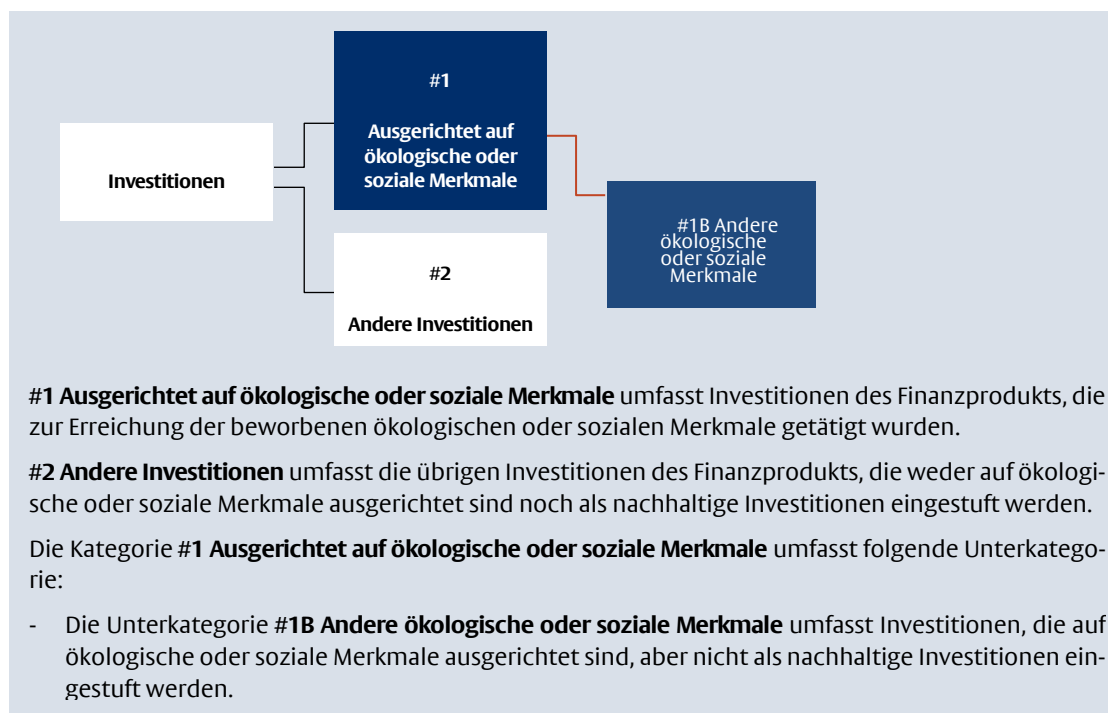 #1
Ausgerichtet auf
ökologische oder
soziale Merkmale
Investitionen
#1B Andere
ökologische
oder soziale
Merkmale
#2
Andere Investitionen
#1 Ausgerichtet auf ökologische oder soziale Merkmale umfasst Investitionen des Finanzprodukts, die
zur Erreichung der beworbenen ökologischen oder sozialen Merkmale getätigt wurden.
#2 Andere Investitionen umfasst die übrigen Investitionen des Finanzprodukts, die weder auf ökologi-
sche oder soziale Merkmale ausgerichtet sind noch als nachhaltige Investitionen eingestuft werden.
Die Kategorie #1 Ausgerichtet auf ökologische oder soziale Merkmale umfasst folgende Unterkatego-
rie:
- Die Unterkategorie #1B Andere ökologische oder soziale Merkmale umfasst Investitionen, die auf
ökologische oder soziale Merkmale ausgerichtet sind, aber nicht als nachhaltige Investitionen ein-
gestuft werden.